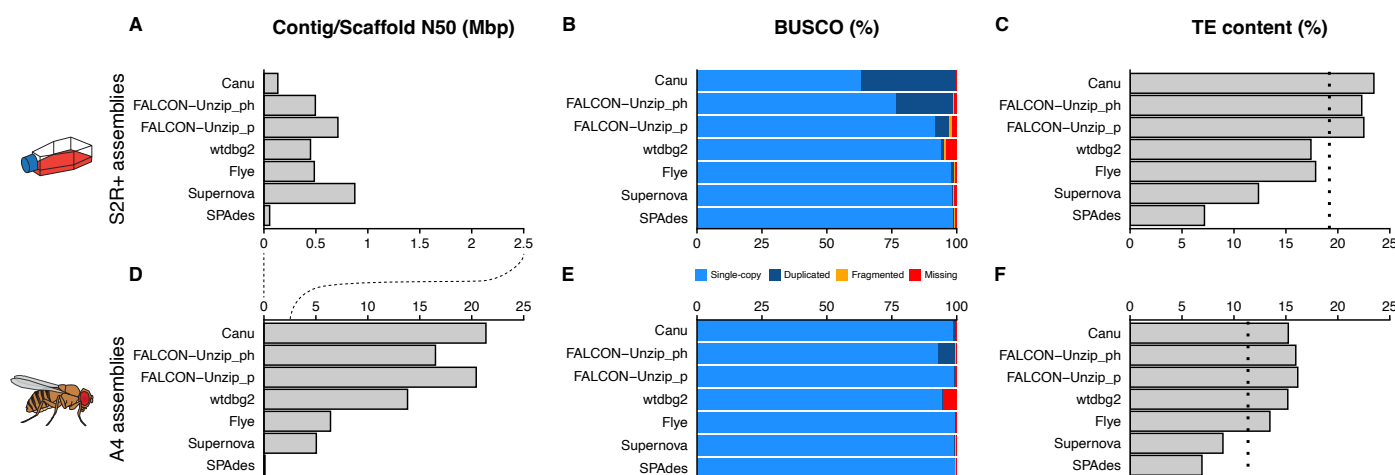 A Contig/Scaffold N50 (Mbp)
B BUSCO (%)
C TE content (%)
S2R+ assemblies
Canu
FALCON−Unzip_ph
FALCON−Unzip_p
wtdbg2
Flye
Supernova
SPAdes
0 0.5 1 1.5 2 2.5
Canu
FALCON−Unzip_ph
FALCON−Unzip_p
wtdbg2
Flye
Supernova
SPAdes
0 25 50 75 100
Canu
FALCON−Unzip_ph
FALCON−Unzip_p
wtdbg2
Flye
Supernova
SPAdes
0 5 10 15 20 25
Single−copy Duplicated Fragmented Missing
D
E
F
A4 assemblies
0 5 10 15 20 25
Canu
FALCON−Unzip_ph
FALCON−Unzip_p
wtdbg2
Flye
Supernova
SPAdes
0 25 50 75 100
Canu
FALCON−Unzip_ph
FALCON−Unzip_p
wtdbg2
Flye
Supernova
SPAdes
0 5 10 15 20 25
Canu
FALCON−Unzip_ph
FALCON−Unzip_p
wtdbg2
Flye
Supernova
SPAdes